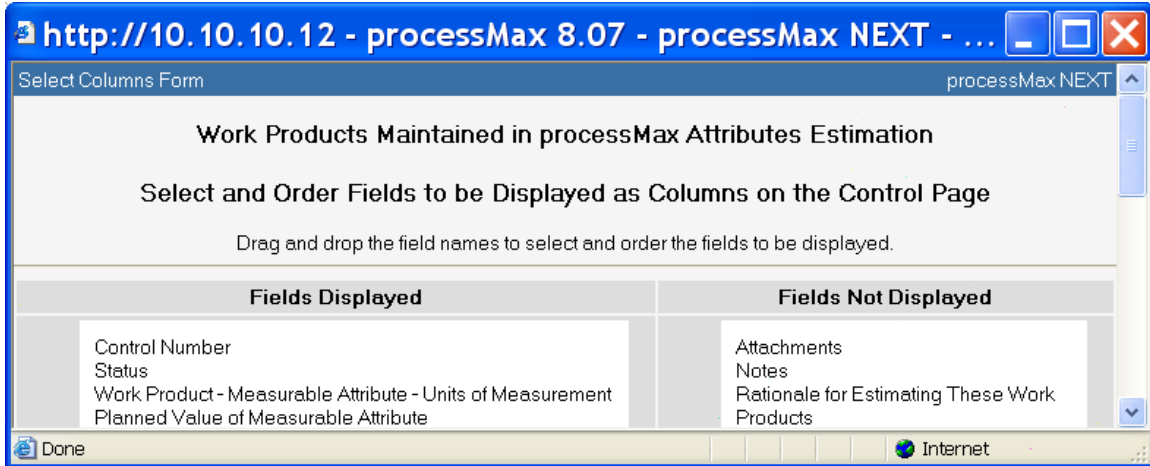 http://10.10.10.12 - processMax 8.07 - processMax NEXT - ...
Select Columns Form processMax NEXT
Work Products Maintained in processMax Attributes Estimation
Select and Order Fields to be Displayed as Columns on the Control Page
Drag and drop the field names to select and order the fields to be displayed.
Fields Displayed Fields Not Displayed
Control Number
Status
Work Product - Measurable Attribute - Units of Measurement
Planned Value of Measurable Attribute
Attachments
Notes
Rationale for Estimating These Work
Products
Done Internet